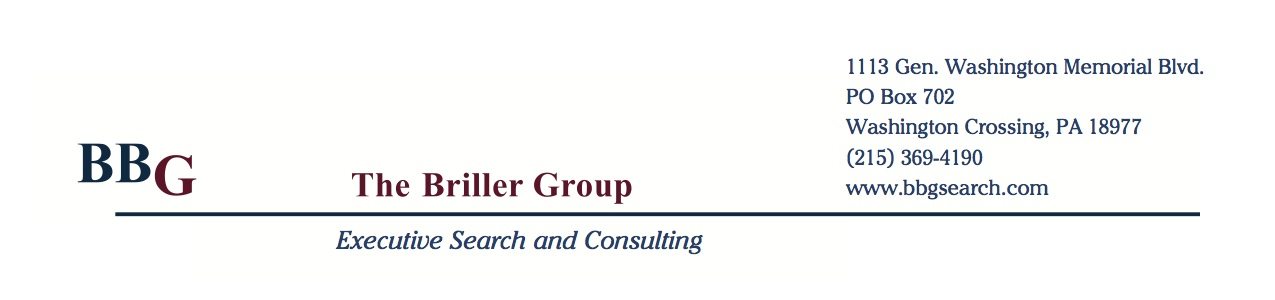 1113 Gen. Washington Memorial Blvd.
PO Box 702
Washington Crossing, PA 18977
(215) 369-4190
www.bbgsearch.com
BBG
The Briller Group
Executive Search and Consulting